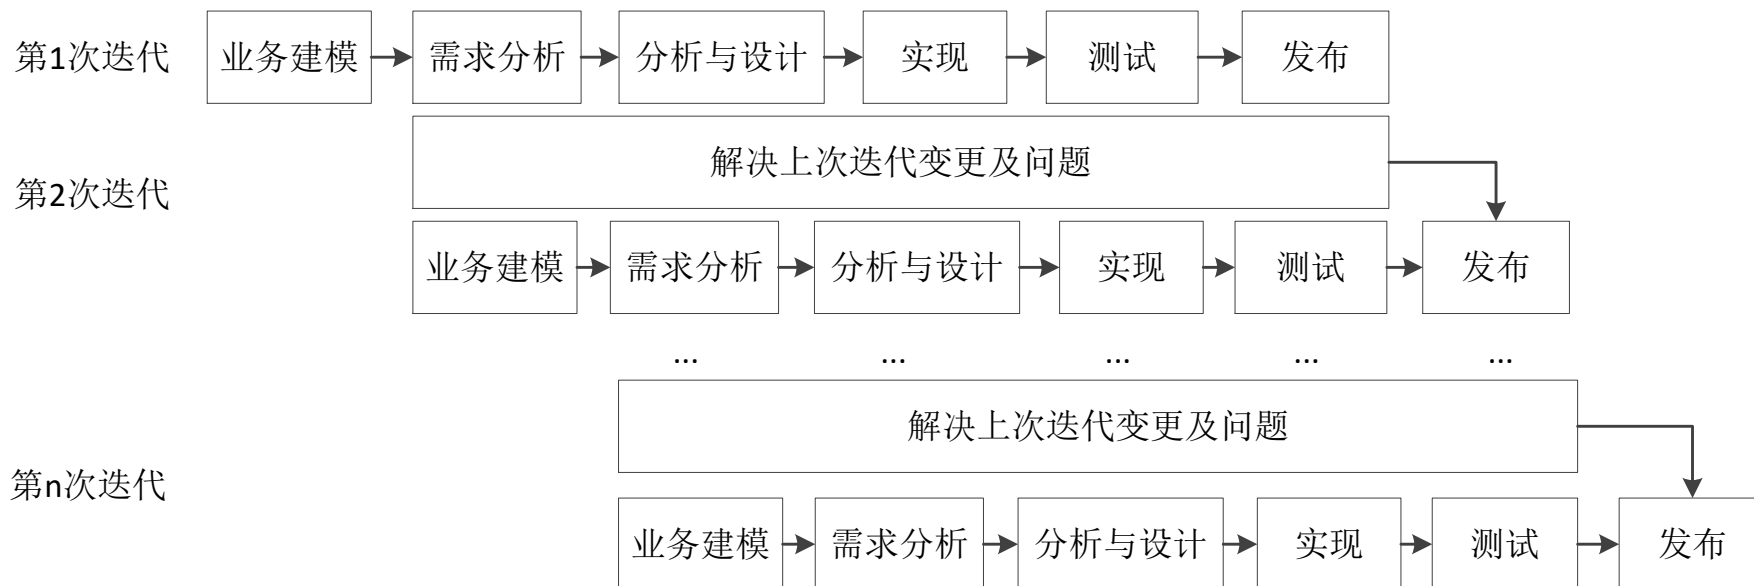 第1次迭代 业务建模 需求分析 分析与设计 实现 测试 发布
解决上次迭代变更及问题
第2次迭代
业务建模 需求分析 分析与设计 实现 测试 发布
... ... ... ... ...
解决上次迭代变更及问题
第n次迭代
业务建模 需求分析 分析与设计 实现 测试 发布